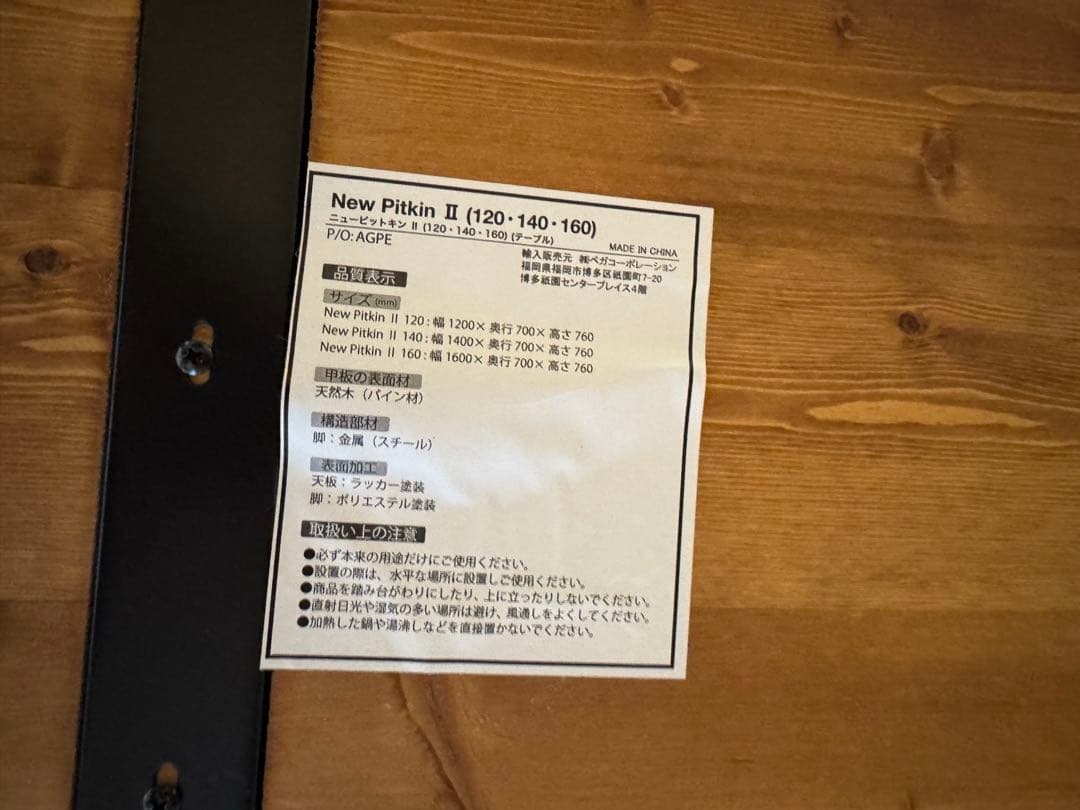 New Pitkin Ⅱ (120・140・160)
ニューピットキン Ⅱ (120・140・160) (テーブル)
P/O: AGPE
MADE IN CHINA
輸入販売元 ㈱ベガコーポレーション
福岡県福岡市博多区祇園町7-20
博多祇園センタープレイス4階
品質表示
サイズ(mm)
New Pitkin Ⅱ 120 : 幅 1200× 奥行 700× 高さ 760
New Pitkin Ⅱ 140 : 幅 1400× 奥行 700× 高さ 760
New Pitkin Ⅱ 160 : 幅 1600× 奥行 700× 高さ 760
甲板の表面材
天然木（パイン材）
構造部材
脚：金属（スチール）
表面加工
天板：ラッカー塗装
脚：ポリエステル塗装
取扱い上の注意
●必ず本来の用途だけにご使用ください。
●設置の際は、水平な場所に設置しご使用ください。
●商品を踏み台がわりにしたり、上に立ったりしないでください。
●直射日光や湿気の多い場所は避け、風通しをよくしてください。
●加熱した鍋や湯沸しなどを直接置かないでください。